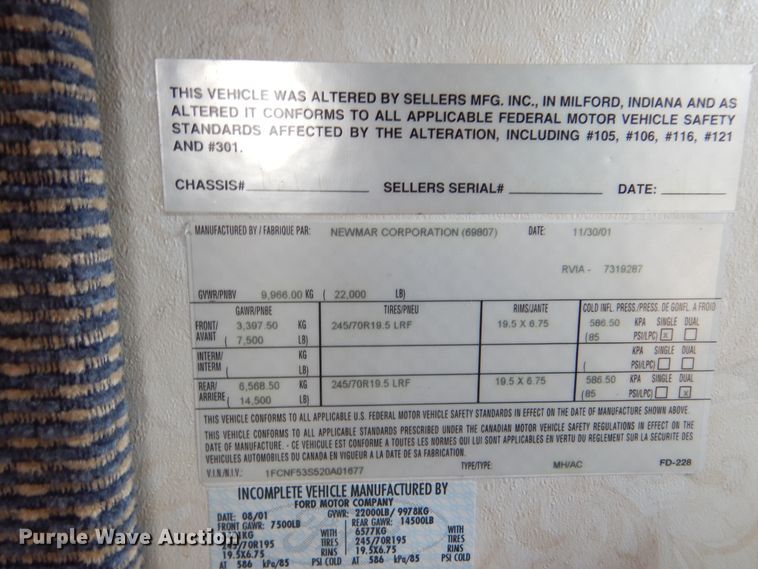 THIS VEHICLE WAS ALTERED BY SELLERS MFG. INC., IN MILFORD, INDIANA AND AS
ALTERED IT CONFORMS TO ALL APPLICABLE FEDERAL MOTOR VEHICLE SAFETY
STANDARDS AFFECTED BY THE ALTERATION, INCLUDING #105, #106, #116, #121
AND #301.
CHASSIS# SELLERS SERIAL# DATE:
MANUFACTURED BY / FABRIQUE PAR: NEWMAR CORPORATION (69807) DATE: 11/30/01
RVIA - 7319287
GVWR/PNBV 9,966.00 KG ( 22,000 LB)
GAWR/PNBE TIRES/PNEU RIMS/JANTE COLD INFL. PRESS./PRESS. DE GONFL. A FROID
FRONT/ 3,397.50 KG 245/70R19.5 LRF 19.5 X 6.75 586.50 KPA SINGLE DUAL
AVANT ( 7,500 LB) (85 PSI/LPC) x
INTERM/ KG KPA SINGLE DUAL
INTERM ( LB) ( PSI/LPC)
REAR/ 6,568.50 KG 245/70R19.5 LRF 19.5 X 6.75 586.50 KPA SINGLE DUAL
ARRIERE ( 14,500 LB) (85 PSI/LPC) x
THIS VEHICLE CONFORMS TO ALL APPLICABLE U.S. FEDERAL MOTOR VEHICLE SAFETY STANDARDS IN EFFECT ON THE DATE OF MANUFACTURE SHOWN ABOVE.
THIS VEHICLE CONFORMS TO ALL APPLICABLE STANDARDS PRESCRIBED UNDER THE CANADIAN MOTOR VEHICLE SAFETY REGULATIONS IN EFFECT ON THE
DATE OF MANUFACTURE. - CE VEHICULE EST CONFORME A TOUTES LES NORMES QUI LUI SONT APPLICABLES EN VERTU DU REGLEMENT SUR LA SECURITE DES
VEHICULES AUTOMOBILES DU CANADA EN VIGUEUR A LA DATE DE SA FABRICATION.
V.I.N./N.I.V.: 1FCNF53S520A01677 TYPE/TYPE: MH/AC FD-228
INCOMPLETE VEHICLE MANUFACTURED BY
FORD MOTOR COMPANY
DATE: 08/01 GVWR: 22000LB/ 9978KG
FRONT GAWR: 7500LB REAR GAWR: 14500LB
WITH 6577KG WITH
245/70R195 TIRES 245/70R195 TIRES
19.5X6.75 RIMS 19.5X6.75 RIMS
AT 586 kPa/85 PSI COLD AT 586 kPa/85 PSI COLD
Purple Wave Auction